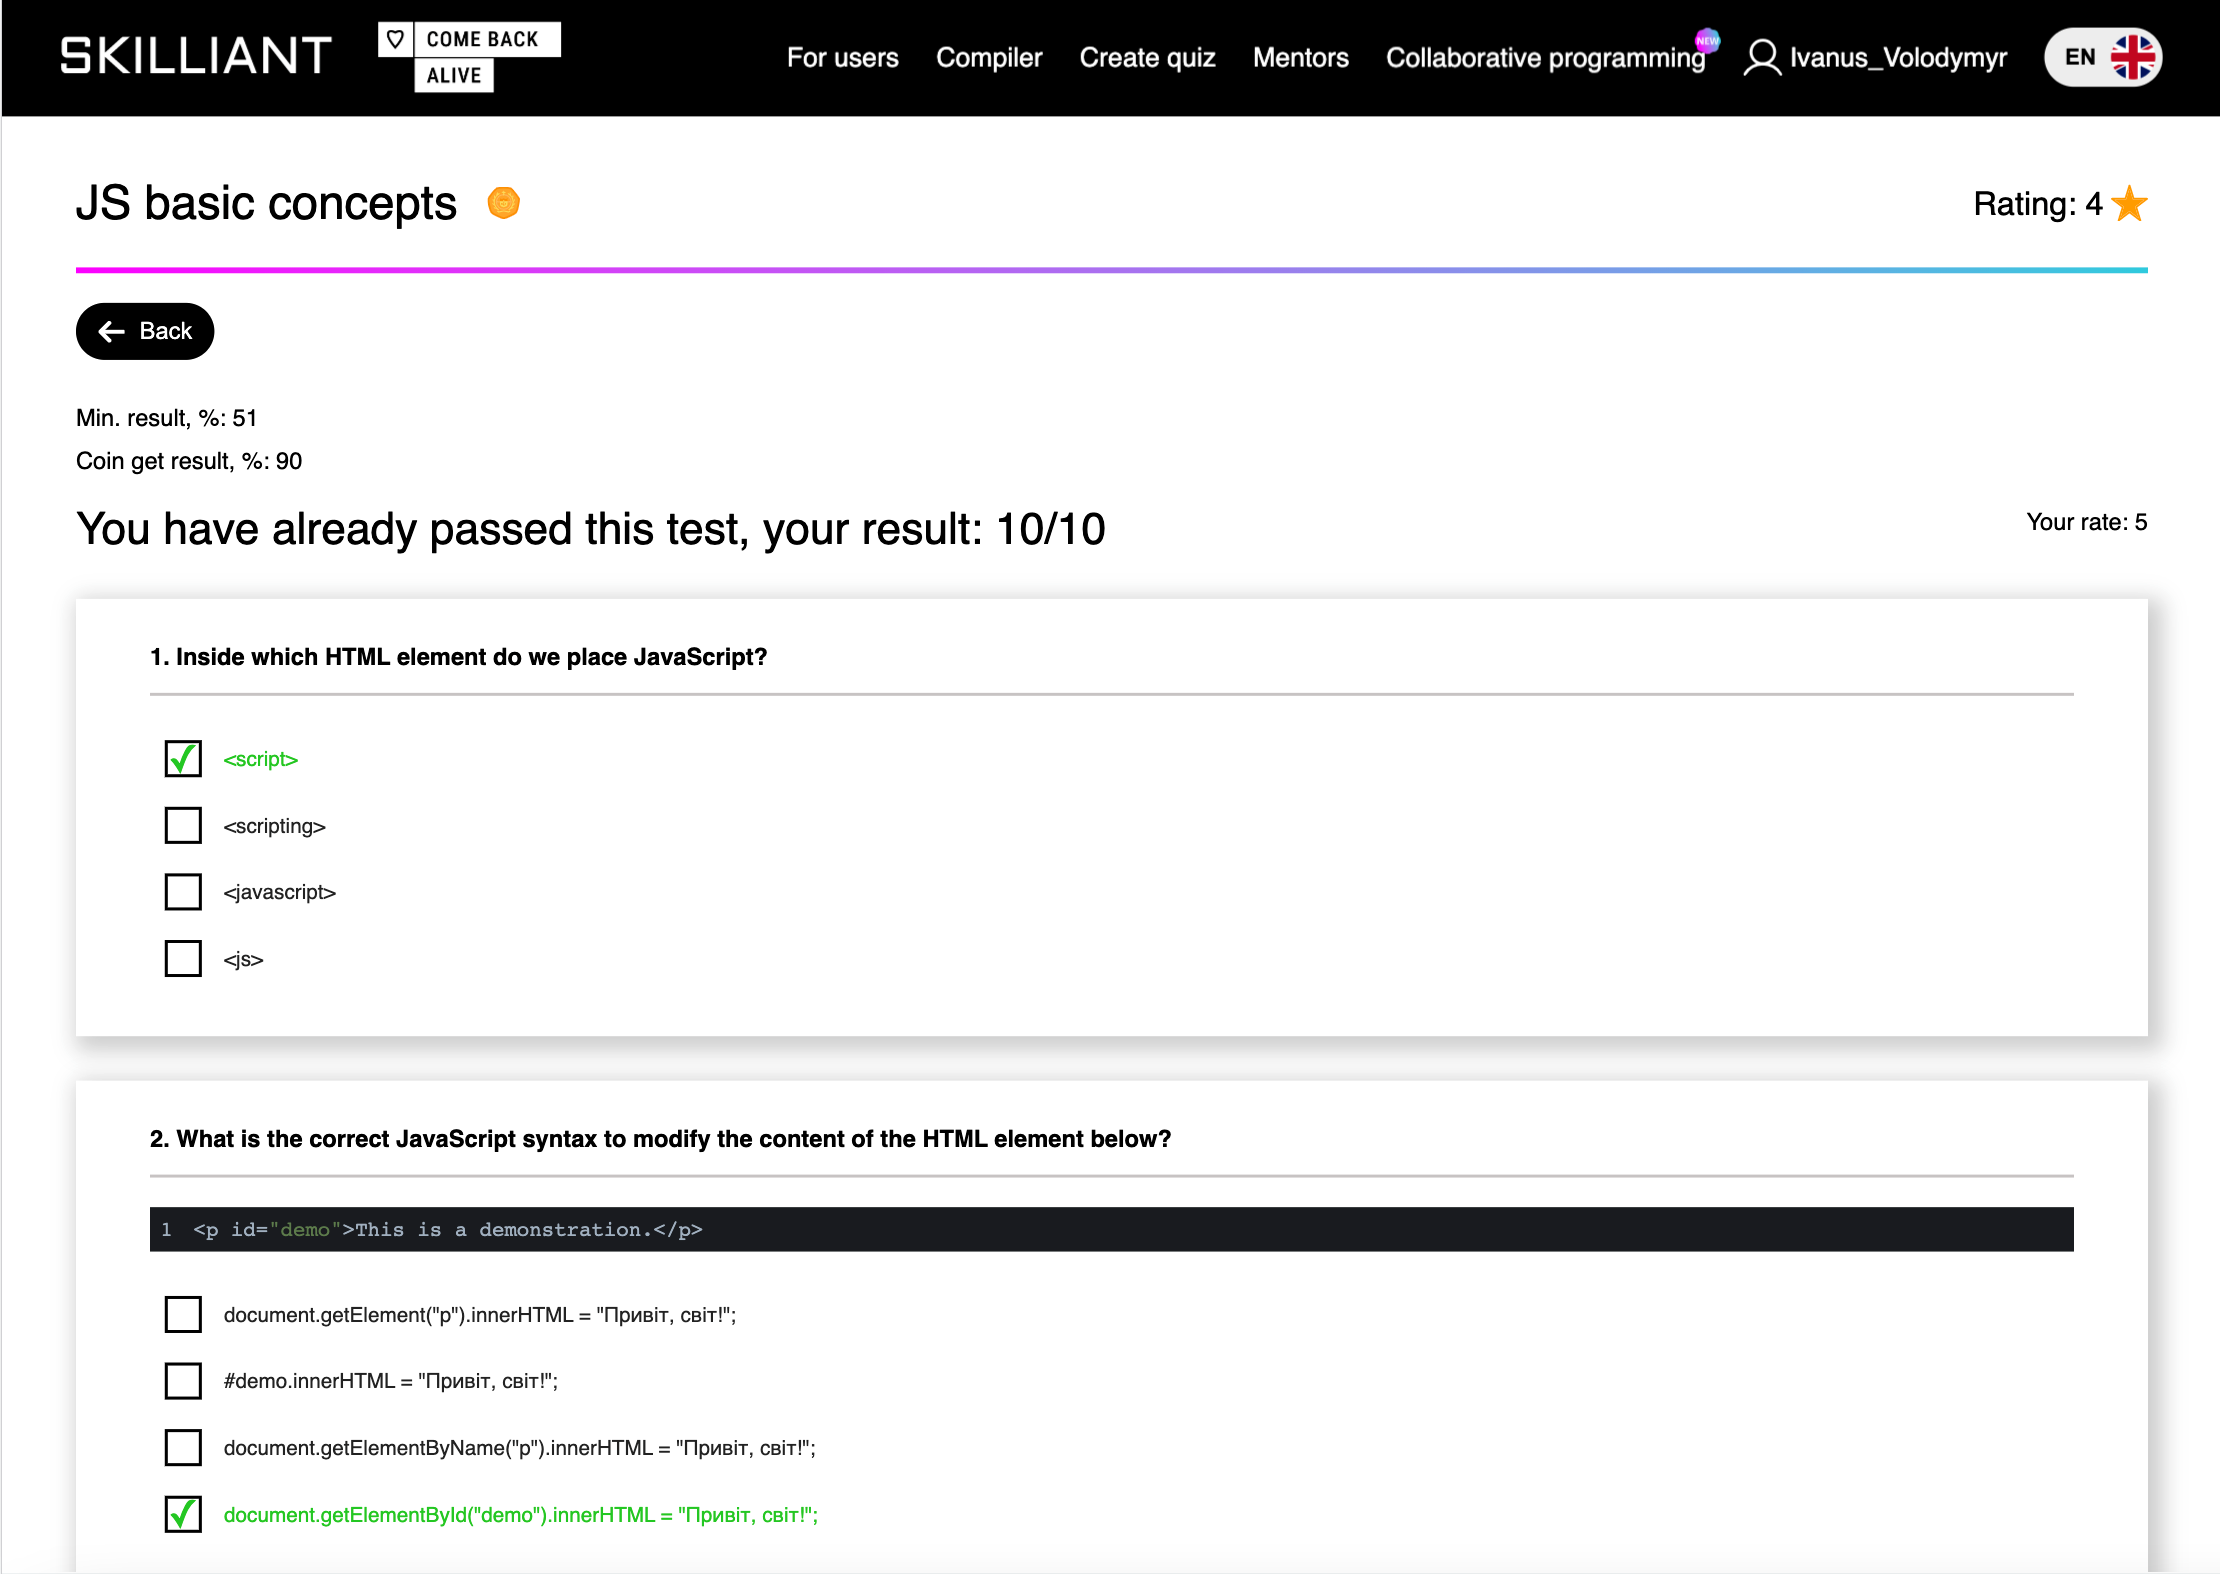 SKILLIANT
COME BACK
ALIVE
For users
Compiler
Create quiz
Mentors
Collaborative programming
NEW
Ivanus_Volodymyr
EN
JS basic concepts
Rating: 4
Back
Min. result, %: 51
Coin get result, %: 90
You have already passed this test, your result: 10/10
Your rate: 5
1. Inside which HTML element do we place JavaScript?
<script>
<scripting>
<javascript>
<js>
2. What is the correct JavaScript syntax to modify the content of the HTML element below?
1 <p id="demo">This is a demonstration.</p>
document.getElement("p").innerHTML = "Привіт, світ!";
#demo.innerHTML = "Привіт, світ!";
document.getElementByName("p").innerHTML = "Привіт, світ!";
document.getElementById("demo").innerHTML = "Привіт, світ!";